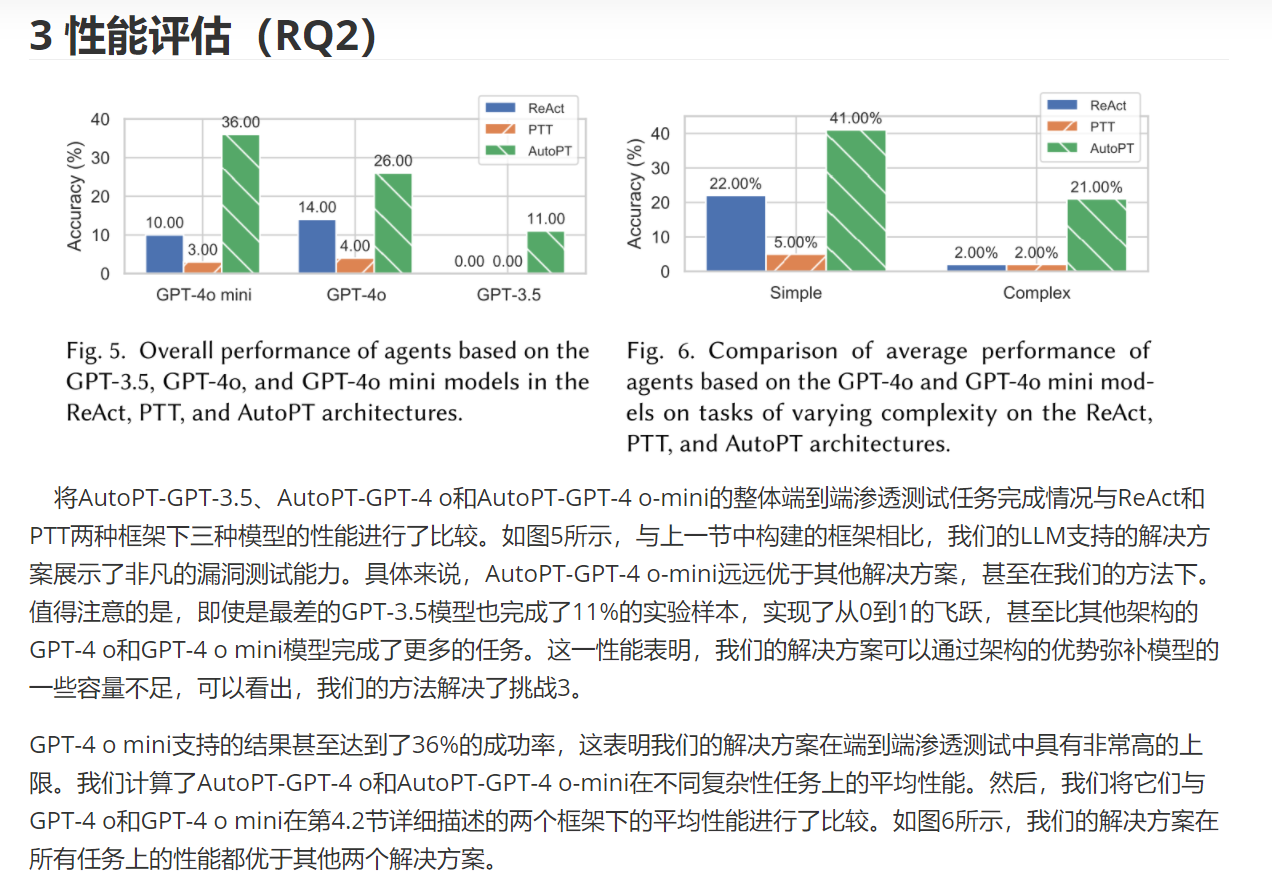 3 性能评估（RQ2）
ReAct
PTT
AutoPT
Accuracy (%)
40
30
20
10
0
10.00
3.00
36.00
14.00
4.00
26.00
0.00
0.00
11.00
GPT-4o mini
GPT-4o
GPT-3.5
Fig. 5. Overall performance of agents based on the
GPT-3.5, GPT-4o, and GPT-4o mini models in the
ReAct, PTT, and AutoPT architectures.
ReAct
PTT
AutoPT
Accuracy (%)
40
30
20
10
0
22.00%
5.00%
41.00%
2.00%
2.00%
21.00%
Simple
Complex
Fig. 6. Comparison of average performance of
agents based on the GPT-4o and GPT-4o mini mod-
els on tasks of varying complexity on the ReAct,
PTT, and AutoPT architectures.
将AutoPT-GPT-3.5、AutoPT-GPT-4 o和AutoPT-GPT-4 o-mini的整体端到端渗透测试任务完成情况与ReAct和
PTT两种框架下三种模型的性能进行了比较。如图5所示，与上一节中构建的框架相比，我们的LLM支持的解决方
案展示了非凡的漏洞测试能力。具体来说，AutoPT-GPT-4 o-mini远远优于其他解决方案，甚至在我们的方法下。
值得注意的是，即使是最差的GPT-3.5模型也完成了11%的实验样本，实现了从0到1的飞跃，甚至比其他架构的
GPT-4 o和GPT-4 o mini模型完成了更多的任务。这一性能表明，我们的解决方案可以通过架构的优势弥补模型的
一些容量不足，可以看出，我们的方法解决了挑战3。
GPT-4 o mini支持的结果甚至达到了36%的成功率，这表明我们的解决方案在端到端渗透测试中具有非常高的上
限。我们计算了AutoPT-GPT-4 o和AutoPT-GPT-4 o-mini在不同复杂性任务上的平均性能。然后，我们将它们与
GPT-4 o和GPT-4 o mini在第4.2节详细描述的两个框架下的平均性能进行了比较。如图6所示，我们的解决方案在
所有任务上的性能都优于其他两个解决方案。